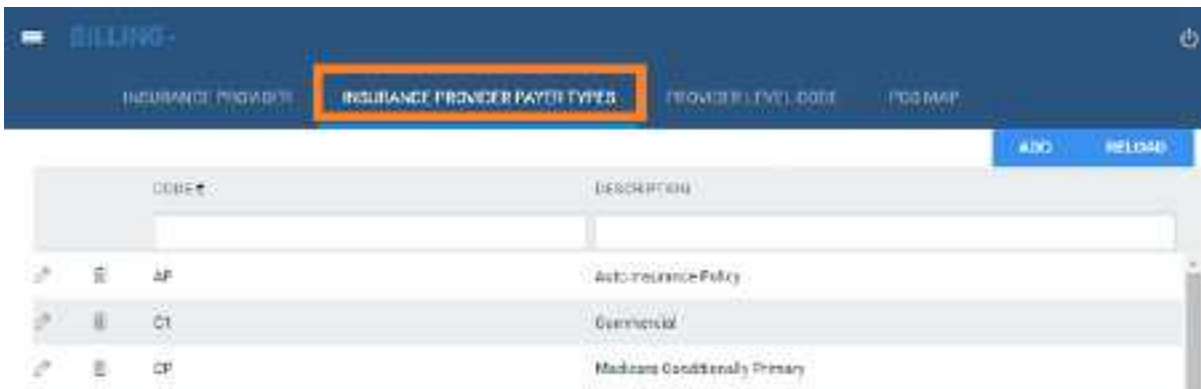 BILLING-
INSURANCE PROVIDER INSURANCE PROVIDER PAYER TYPES PROVIDER LEVEL CODE POS MAP
ADD RELOAD
CODE DESCRIPTION
AP Auto Insurance Policy
C1 Commercial
CP Medicare Conditionally Primary